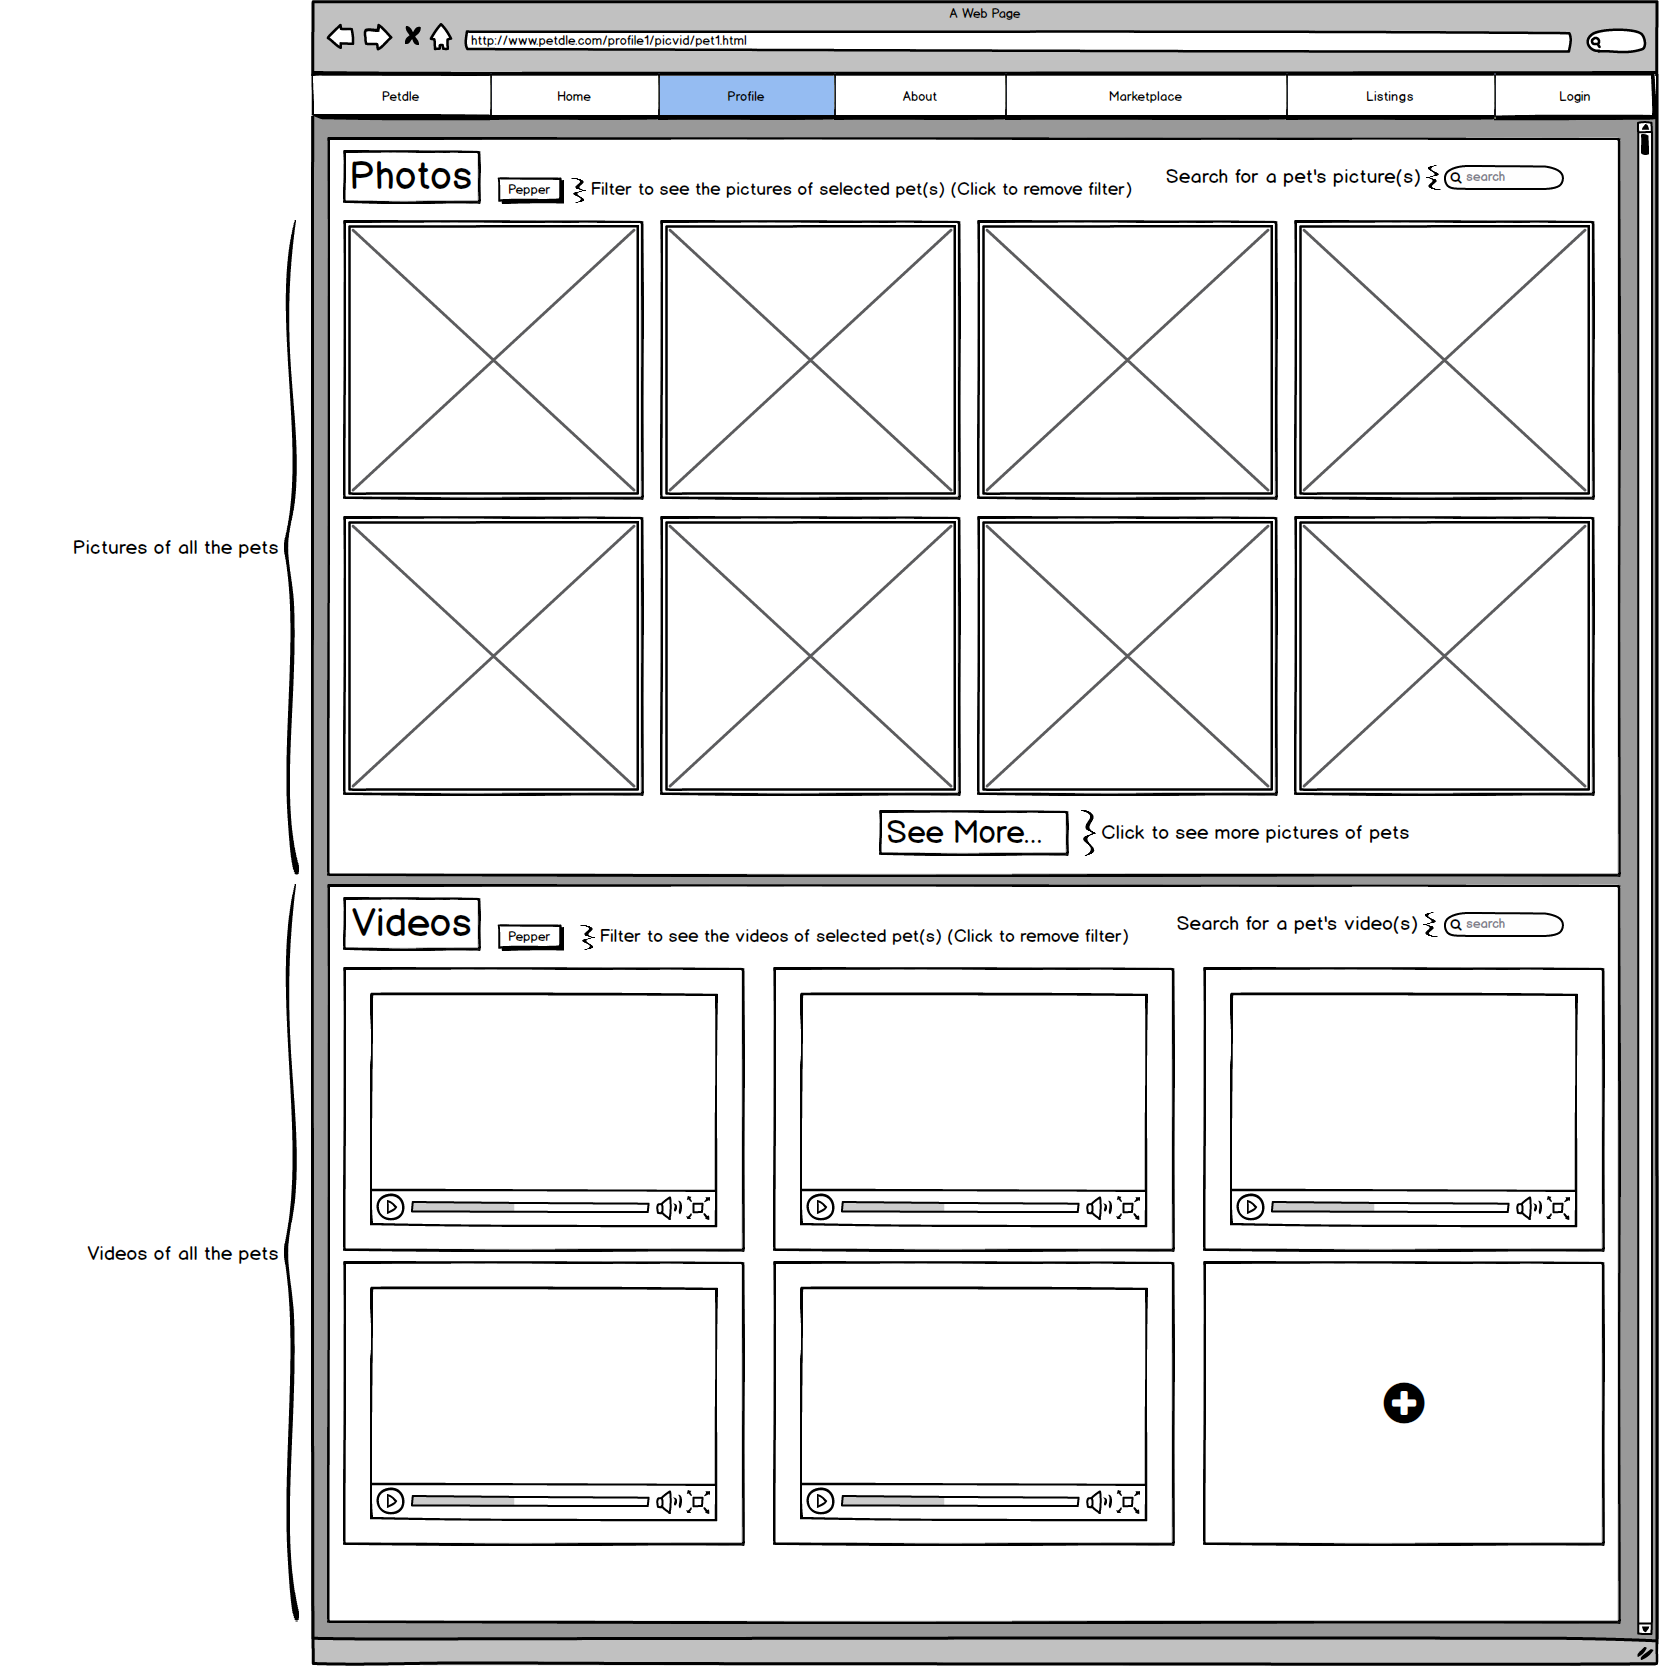 A Web Page
http://www.petdle.com/profile1/picvid/pet1.html
Petdle Home Profile About Marketplace Listings Login
Photos
Pepper
Filter to see the pictures of selected pet(s) (Click to remove filter)
Search for a pet's picture(s)
search
Pictures of all the pets
See More...
Click to see more pictures of pets
Videos
Pepper
Filter to see the videos of selected pet(s) (Click to remove filter)
Search for a pet's video(s)
search
Videos of all the pets